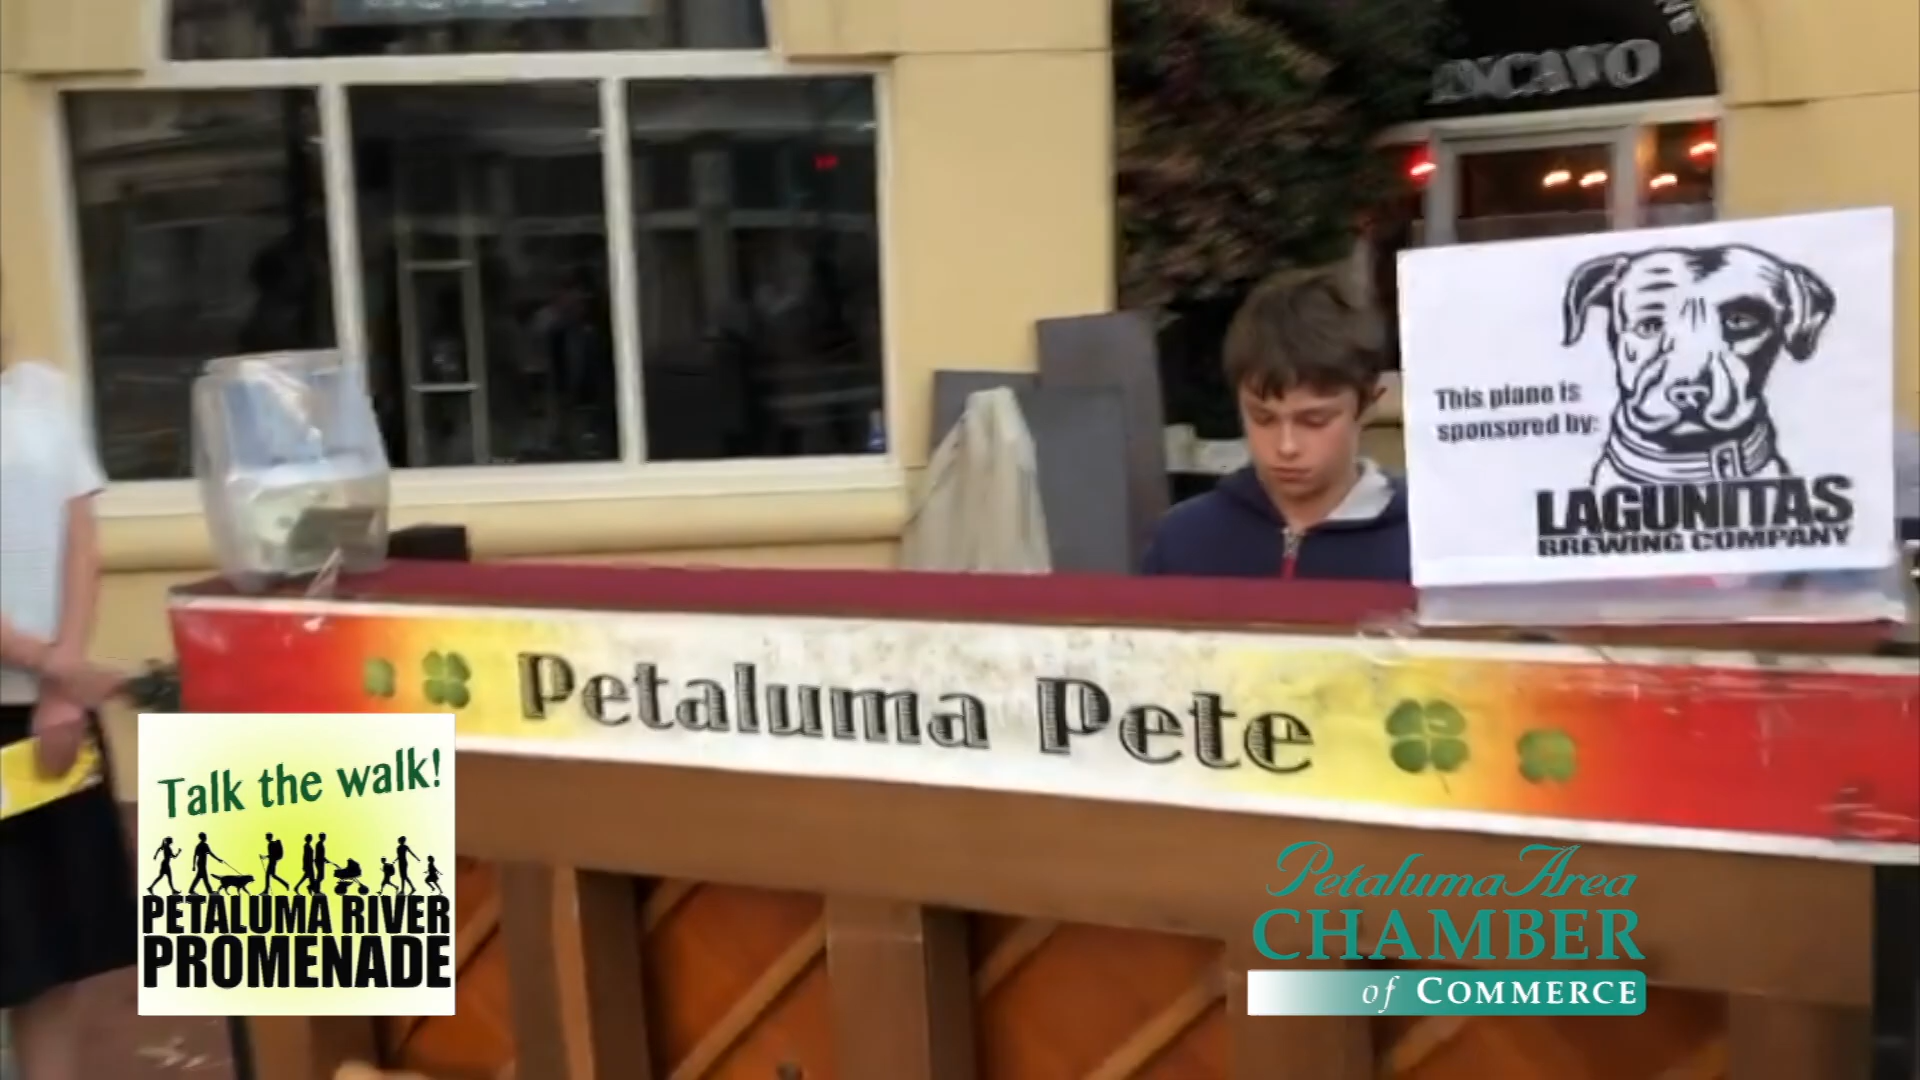 INCAVO
This piano is
sponsored by:
LAGUNITAS
BREWING COMPANY
Petaluma Pete
Talk the walk!
PETALUMA RIVER
PROMENADE
Petaluma Area
CHAMBER
of COMMERCE